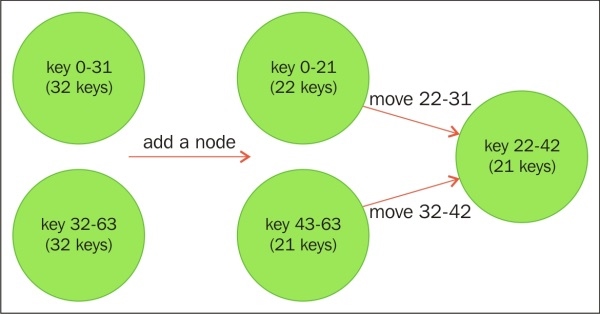 key 0-31
(32 keys)
key 32-63
(32 keys)
add a node
key 0-21
(22 keys)
key 43-63
(21 keys)
move 22-31
move 32-42
key 22-42
(21 keys)